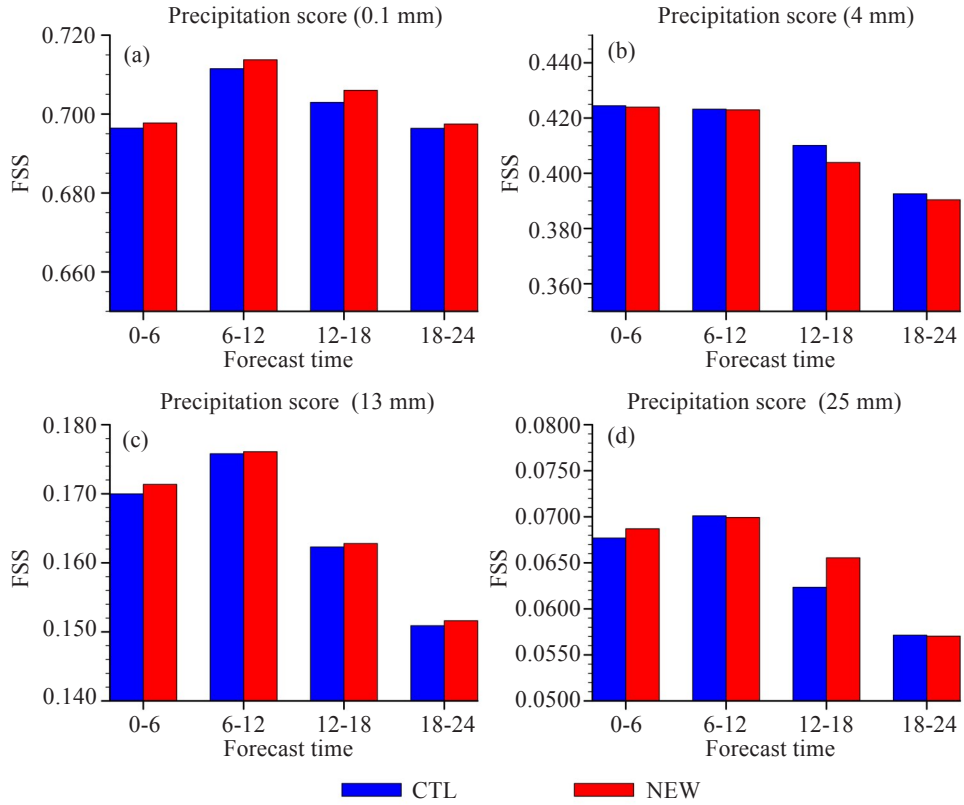 Precipitation score (0.1 mm)
(a)
FSS
0.720
0.700
0.680
0.660
0-6 6-12 12-18 18-24
Forecast time
Precipitation score (4 mm)
(b)
FSS
0.440
0.420
0.400
0.380
0.360
0-6 6-12 12-18 18-24
Forecast time
Precipitation score (13 mm)
(c)
FSS
0.180
0.170
0.160
0.150
0.140
0-6 6-12 12-18 18-24
Forecast time
Precipitation score (25 mm)
(d)
FSS
0.0800
0.0750
0.0700
0.0650
0.0600
0.0550
0.0500
0-6 6-12 12-18 18-24
Forecast time
CTL NEW